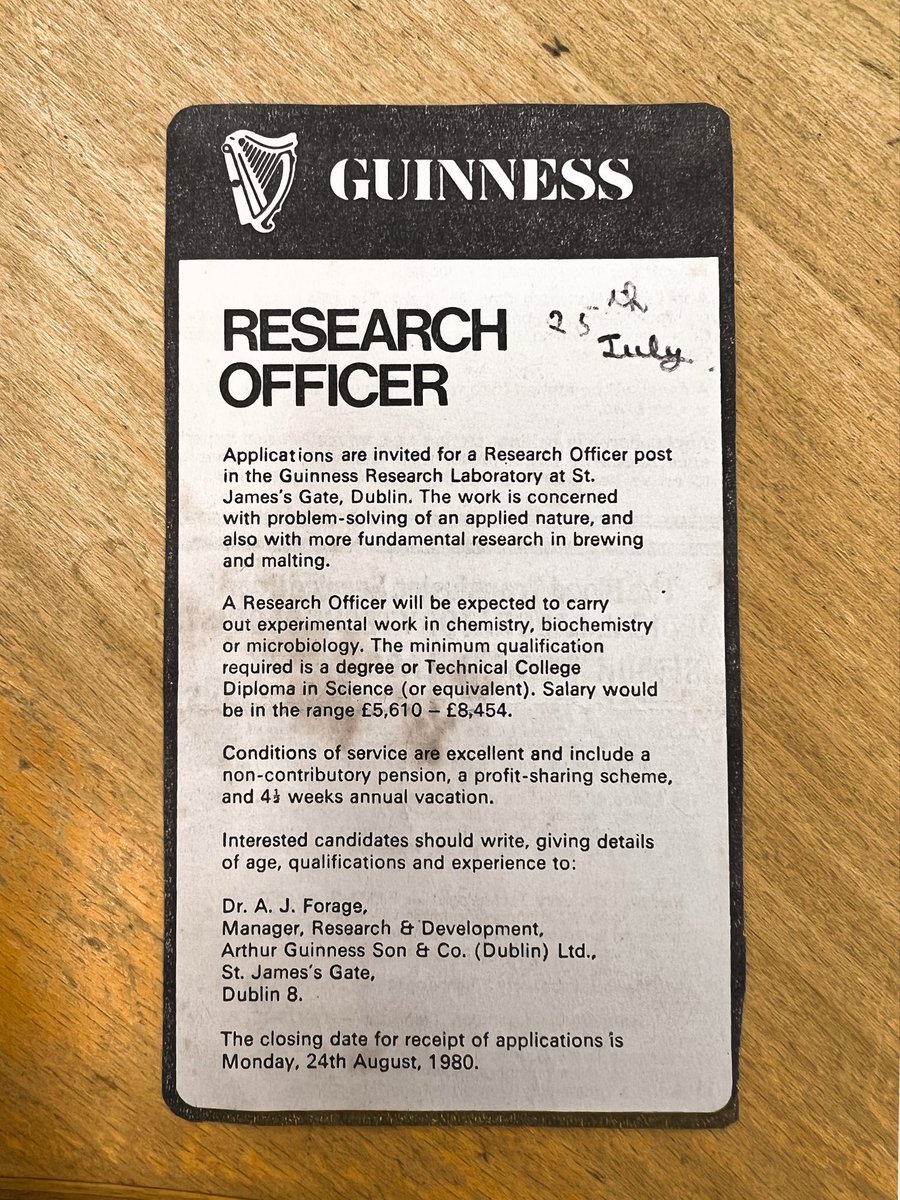 GUINNESS
RESEARCH
OFFICER
25th
July.
Applications are invited for a Research Officer post
in the Guinness Research Laboratory at St.
James's Gate, Dublin. The work is concerned
with problem-solving of an applied nature, and
also with more fundamental research in brewing
and malting.
A Research Officer will be expected to carry
out experimental work in chemistry, biochemistry
or microbiology. The minimum qualification
required is a degree or Technical College
Diploma in Science (or equivalent). Salary would
be in the range £5,610 – £8,454.
Conditions of service are excellent and include a
non-contributory pension, a profit-sharing scheme,
and 4½ weeks annual vacation.
Interested candidates should write, giving details
of age, qualifications and experience to:
Dr. A. J. Forage,
Manager, Research & Development,
Arthur Guinness Son & Co. (Dublin) Ltd.,
St. James's Gate,
Dublin 8.
The closing date for receipt of applications is
Monday, 24th August, 1980.